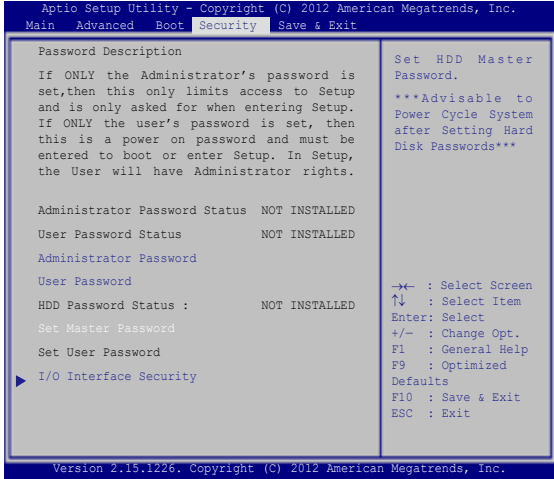 Aptio Setup Utility - Copyright (C) 2012 American Megatrends, Inc.
Main Advanced Boot Security Save & Exit
Password Description
If ONLY the Administrator's password is
set,then this only limits access to Setup
and is only asked for when entering Setup.
If ONLY the user's password is set, then
this is a power on password and must be
entered to boot or enter Setup. In Setup,
the User will have Administrator rights.
Administrator Password Status NOT INSTALLED
User Password Status NOT INSTALLED
Administrator Password
User Password
HDD Password Status : NOT INSTALLED
Set Master Password
Set User Password
I/O Interface Security
Set HDD Master
Password.
***Advisable to
Power Cycle System
after Setting Hard
Disk Passwords***
→← : Select Screen
↑↓ : Select Item
Enter: Select
+/— : Change Opt.
F1 : General Help
F9 : Optimized
Defaults
F10 : Save & Exit
ESC : Exit
Version 2.15.1226. Copyright (C) 2012 American Megatrends, Inc.